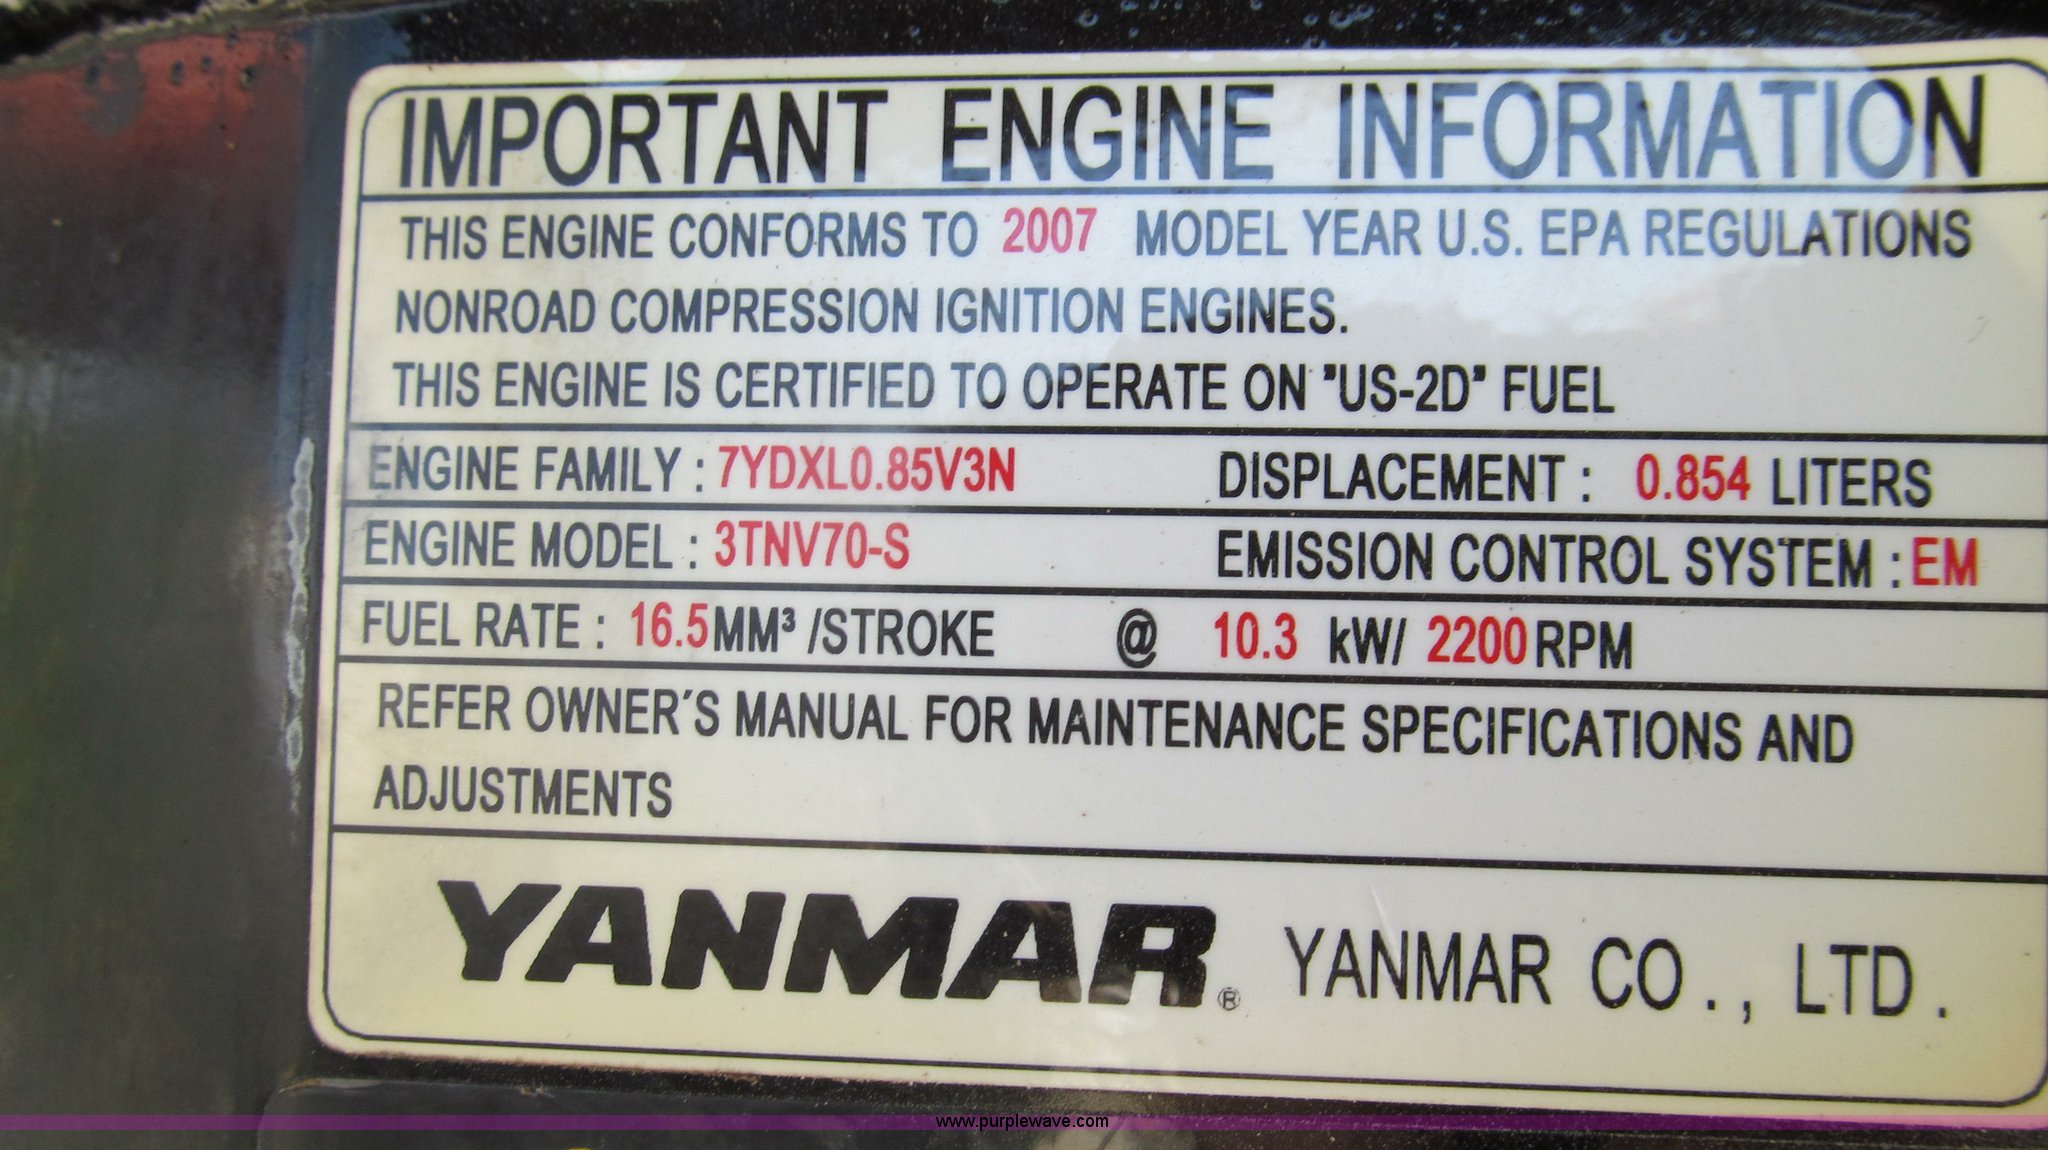 IMPORTANT ENGINE INFORMATION
THIS ENGINE CONFORMS TO 2007 MODEL YEAR U.S. EPA REGULATIONS
NONROAD COMPRESSION IGNITION ENGINES.
THIS ENGINE IS CERTIFIED TO OPERATE ON "US-2D" FUEL
ENGINE FAMILY : 7YDXL0.85V3N DISPLACEMENT : 0.854 LITERS
ENGINE MODEL : 3TNV70-S EMISSION CONTROL SYSTEM : EM
FUEL RATE : 16.5 MM³ /STROKE @ 10.3 kW/ 2200 RPM
REFER OWNER´S MANUAL FOR MAINTENANCE SPECIFICATIONS AND
ADJUSTMENTS
YANMAR® YANMAR CO., LTD.
www.purplewave.com